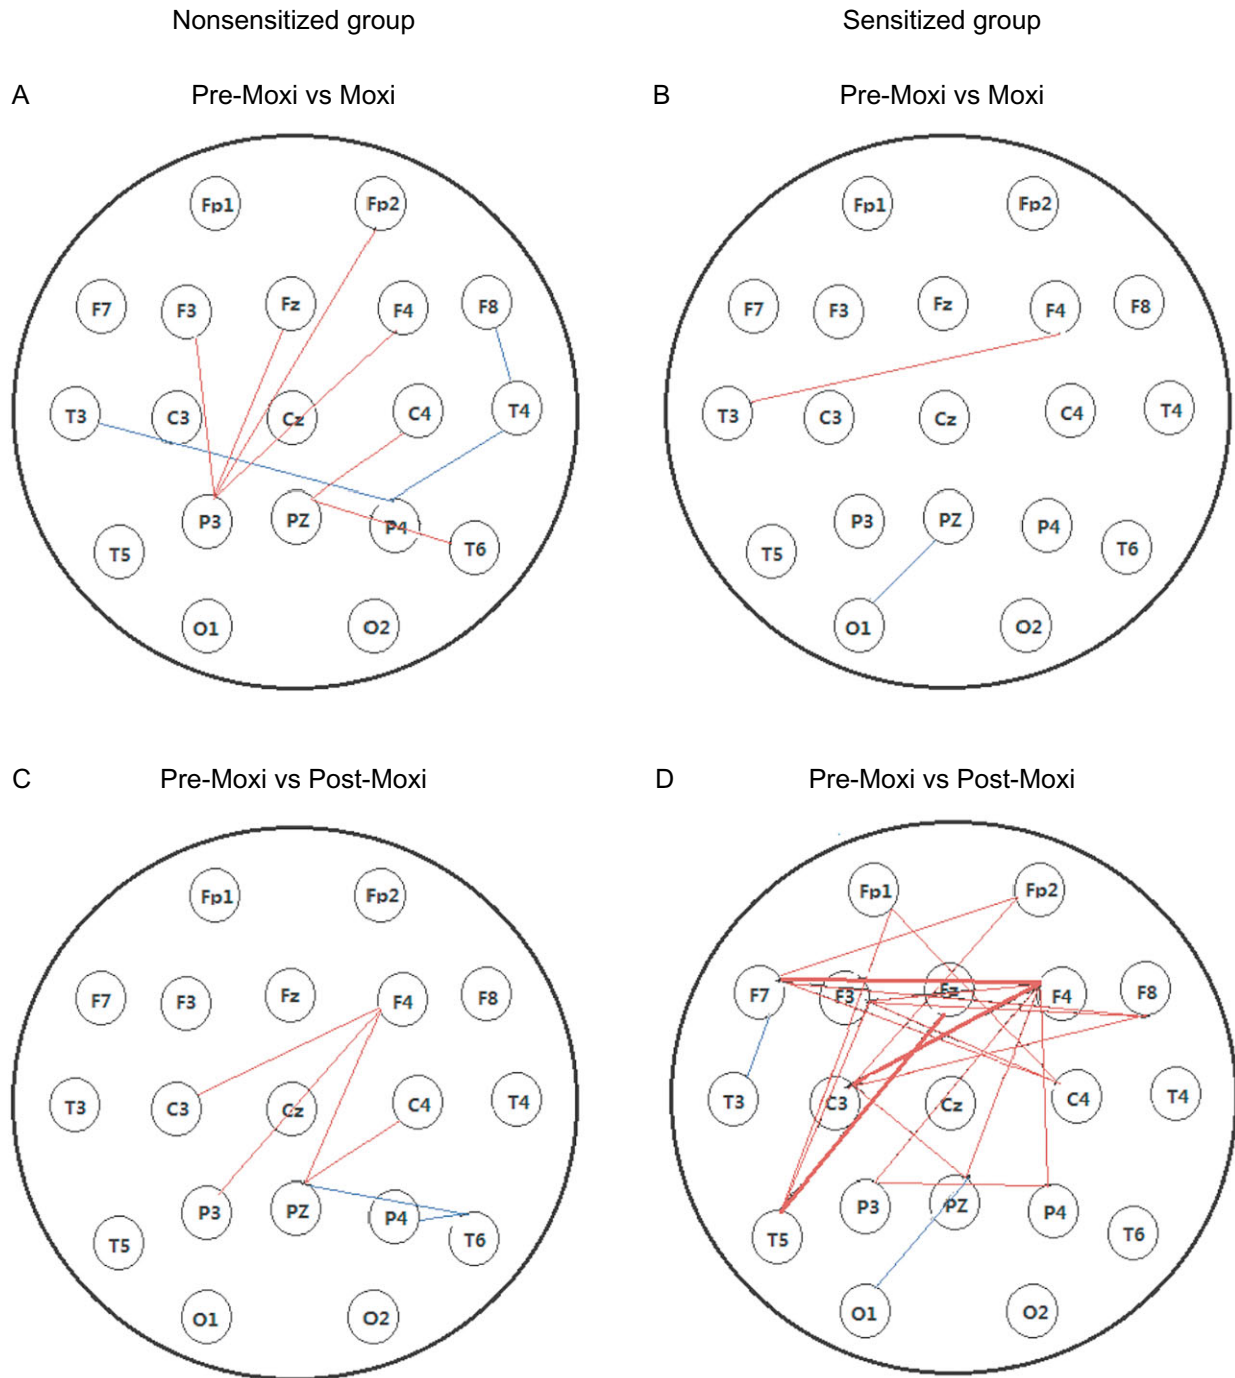 Nonsensitized group
Sensitized group
A
Pre-Moxi vs Moxi
B
Pre-Moxi vs Moxi
Fp1
Fp2
F7
F3
Fz
F4
F8
T3
C3
Cz
C4
T4
T5
P3
PZ
P4
T6
O1
O2
Fp1
Fp2
F7
F3
Fz
F4
F8
T3
C3
Cz
C4
T4
T5
P3
PZ
P4
T6
O1
O2
C
Pre-Moxi vs Post-Moxi
D
Pre-Moxi vs Post-Moxi
Fp1
Fp2
F7
F3
Fz
F4
F8
T3
C3
Cz
C4
T4
T5
P3
PZ
P4
T6
O1
O2
Fp1
Fp2
F7
F3
Fz
F4
F8
T3
C3
Cz
C4
T4
T5
P3
PZ
P4
T6
O1
O2